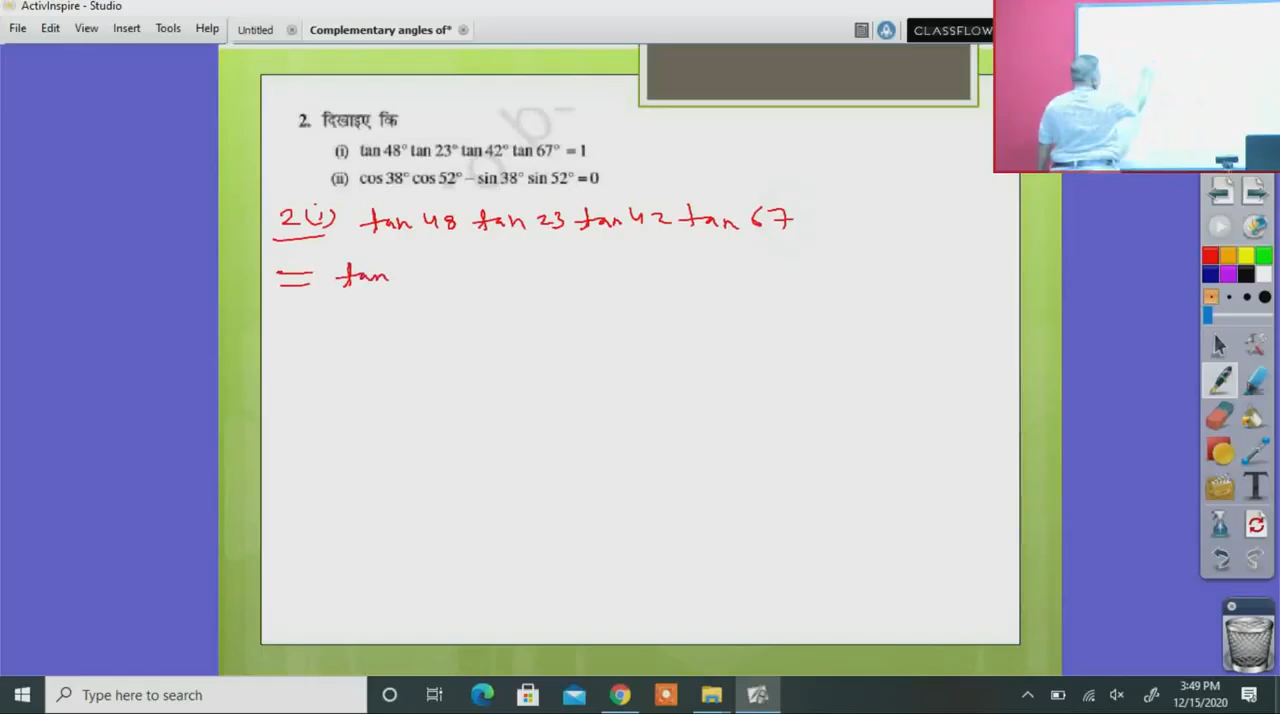 ActivInspire - Studio
File Edit View Insert Tools Help Untitled Complementary angles of* CLASSFLOW
2. दिखाइए कि
(i) tan 48° tan 23° tan 42° tan 67° = 1
(ii) cos 38° cos 52° – sin 38° sin 52° = 0
2(i) tan 48 tan 23 tan 42 tan 67
= tan
Type here to search
3:49 PM
12/15/2020